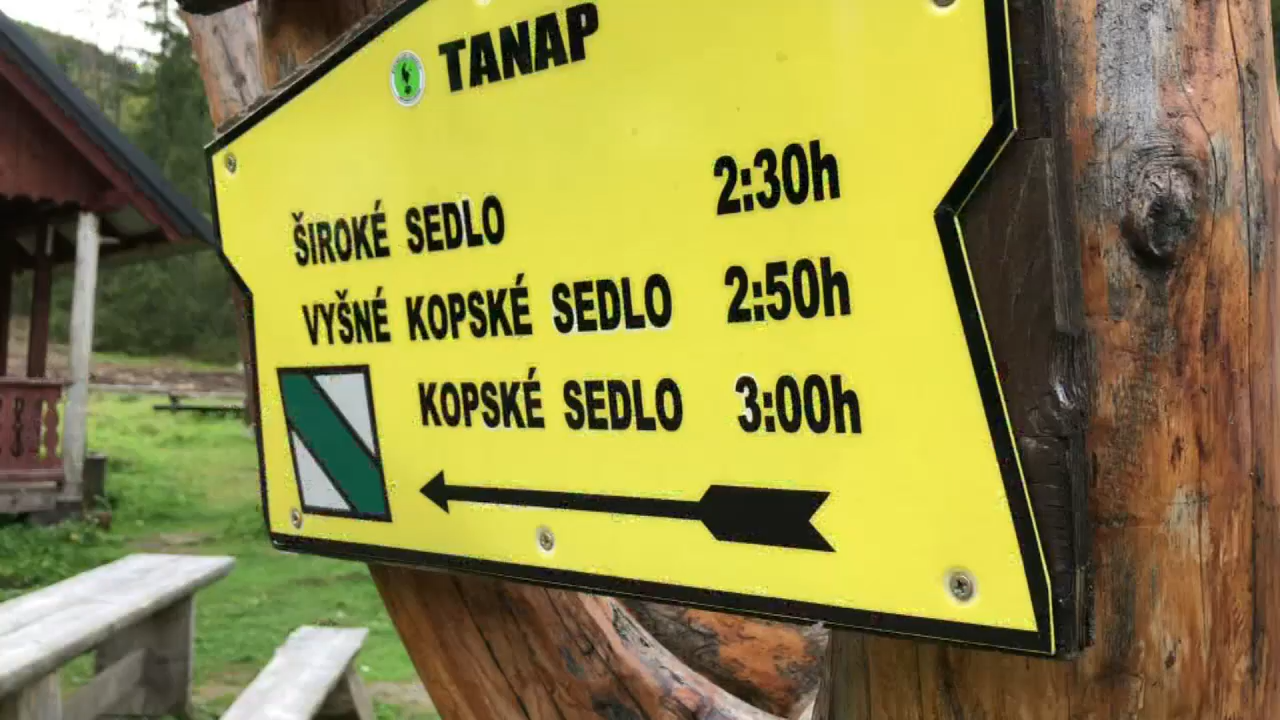 TANAP
ŠIROKÉ SEDLO 2:30h
VYŠNÉ KOPSKÉ SEDLO 2:50h
KOPSKÉ SEDLO 3:00h